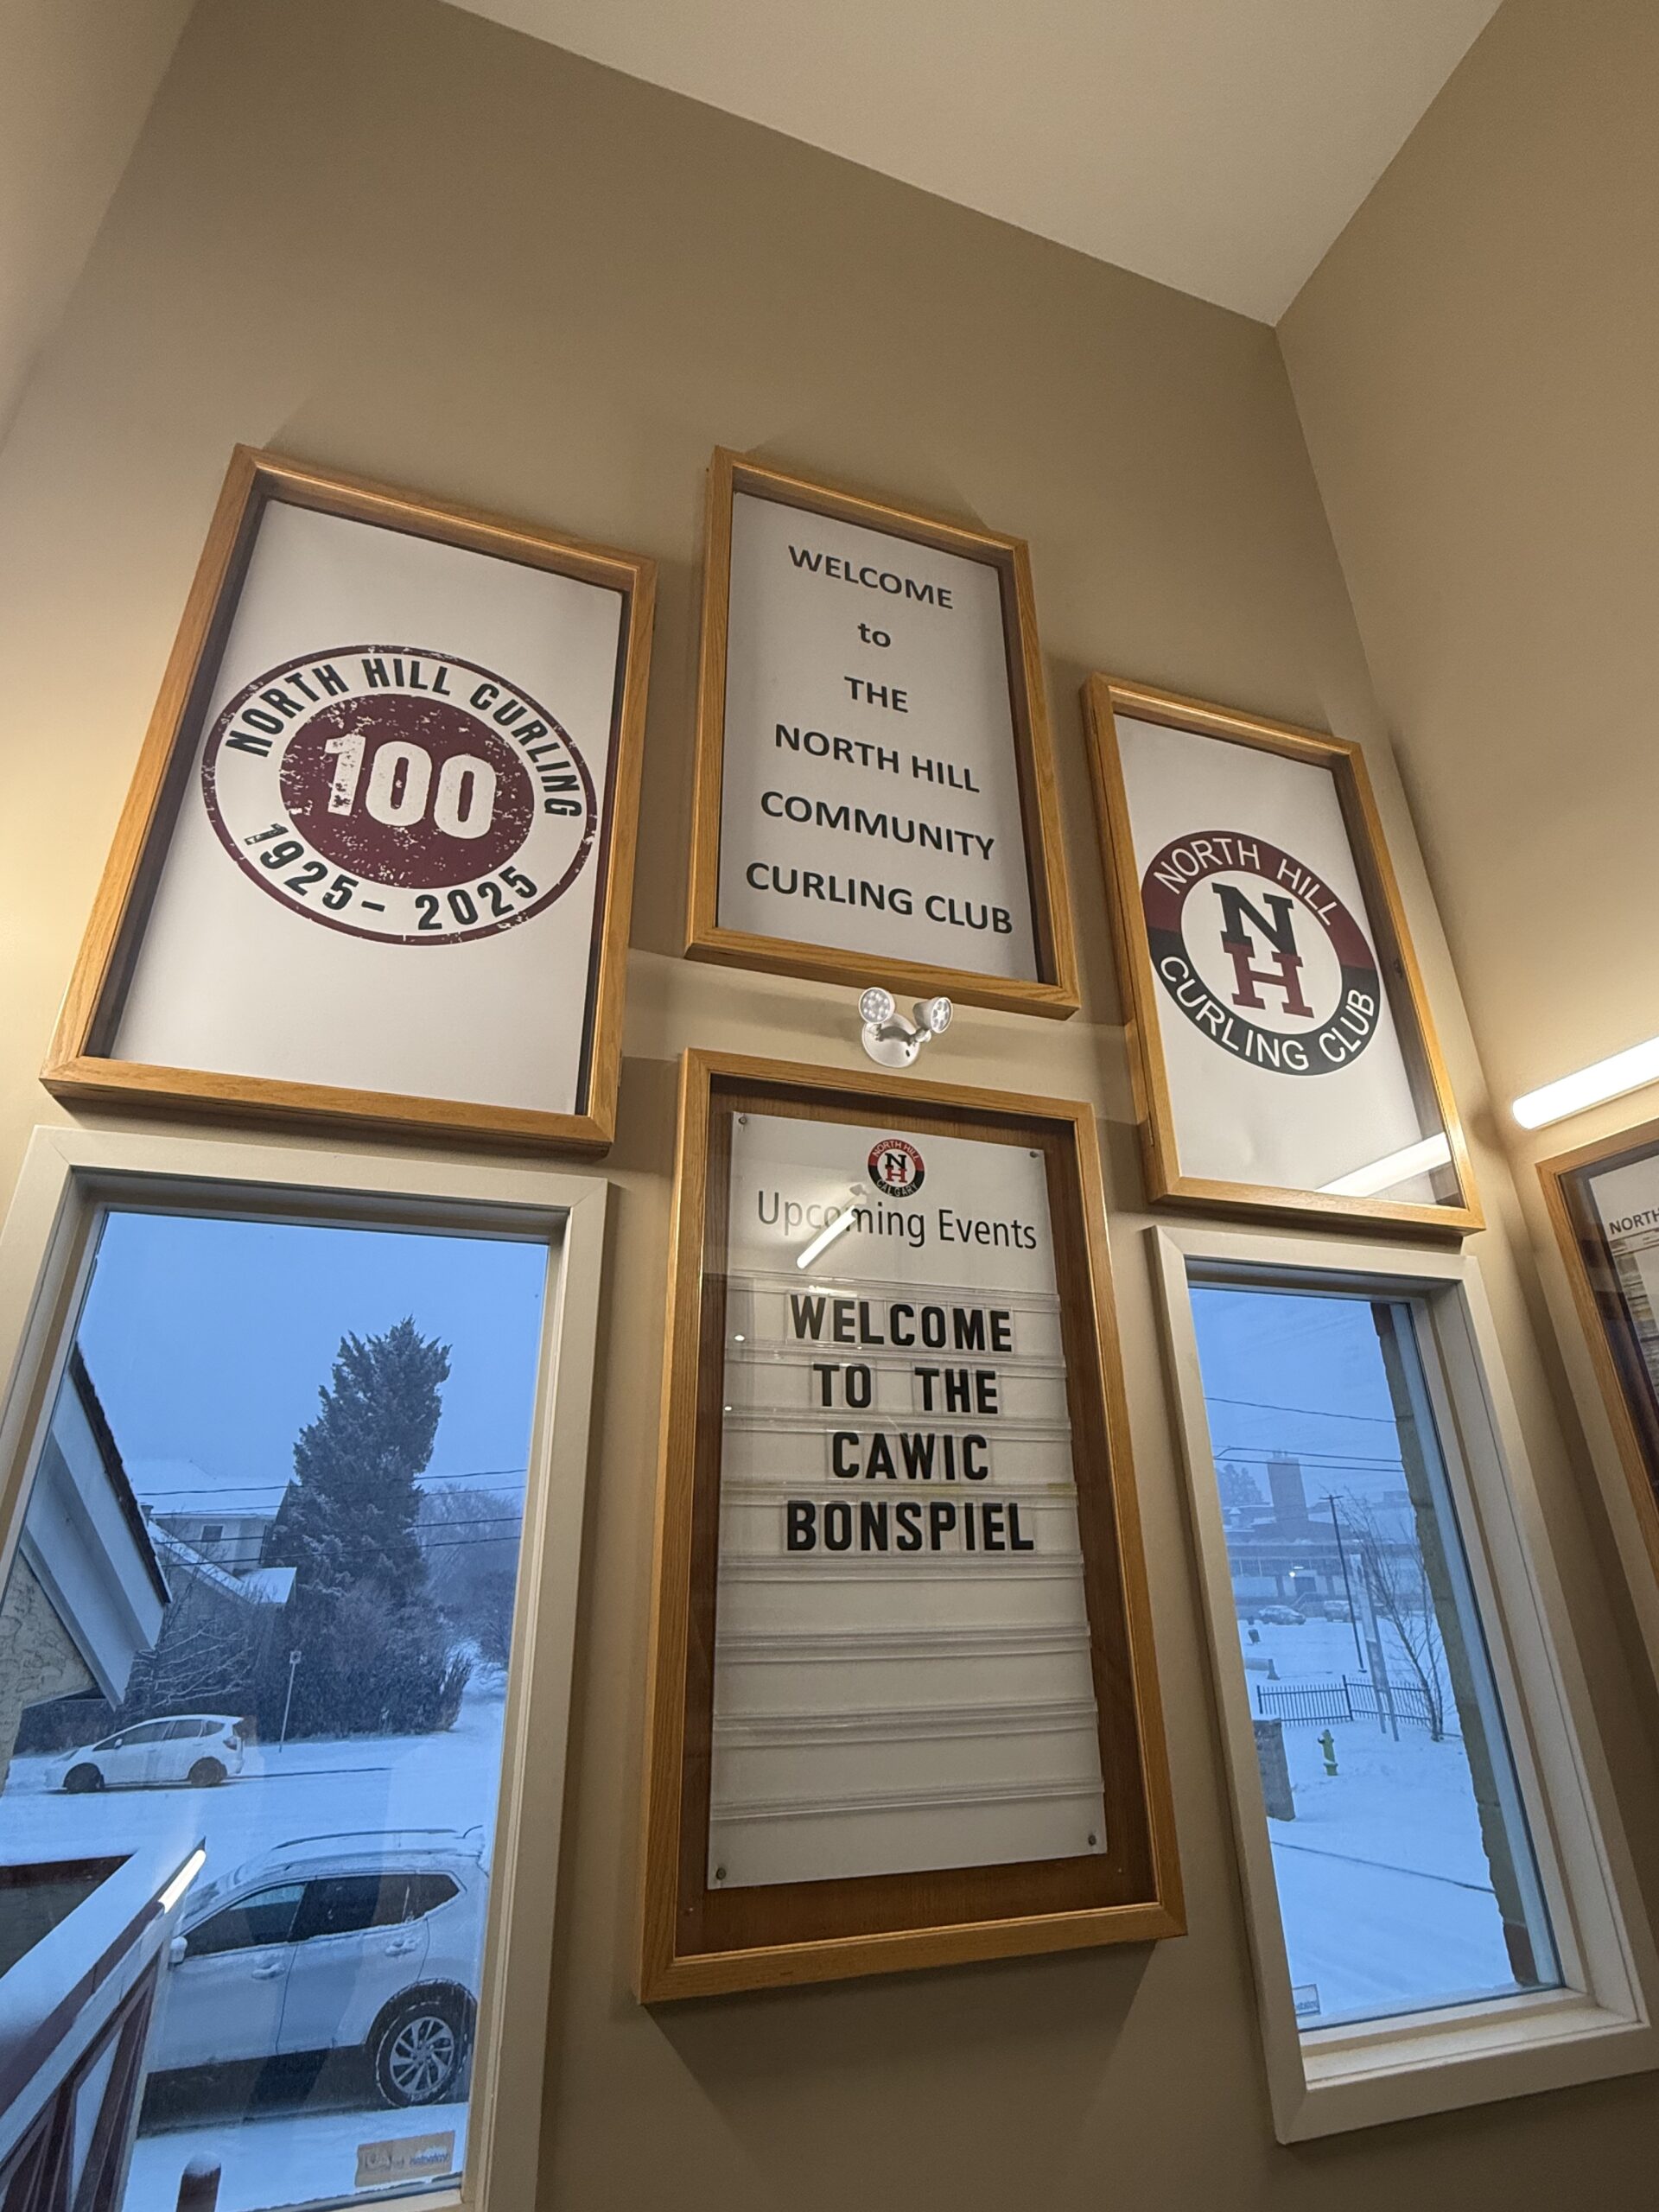 NORTH HILL CURLING
100
1925 - 2025
WELCOME
to
THE
NORTH HILL
COMMUNITY
CURLING CLUB
NORTH HILL
NH
CURLING CLUB
NORTH HILL
NH
CALGARY
Upcoming Events
WELCOME
TO THE
CAWIC
BONSPIEL
NORTH